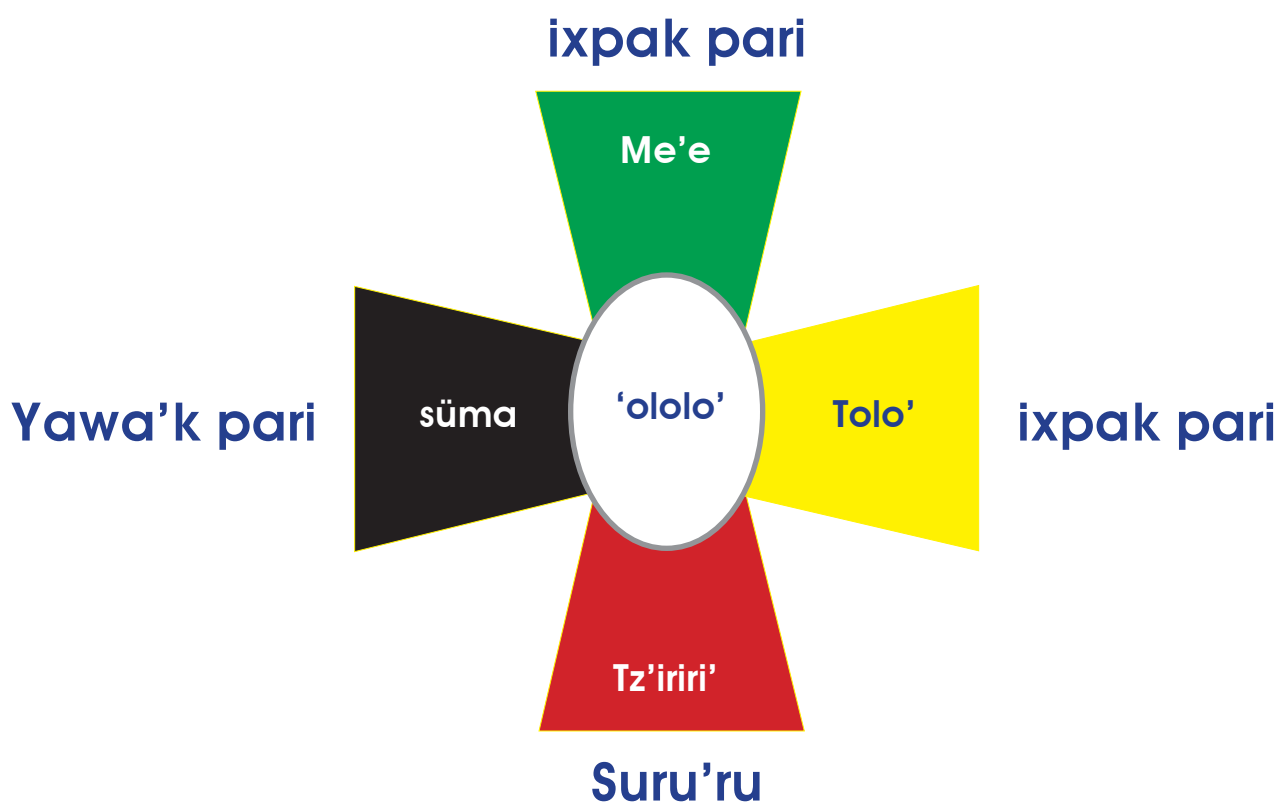 ixpak pari
Me’e
Yawa’k pari
süma
‘ololo’
Tolo’
ixpak pari
Tz’iriri’
Suru’ru